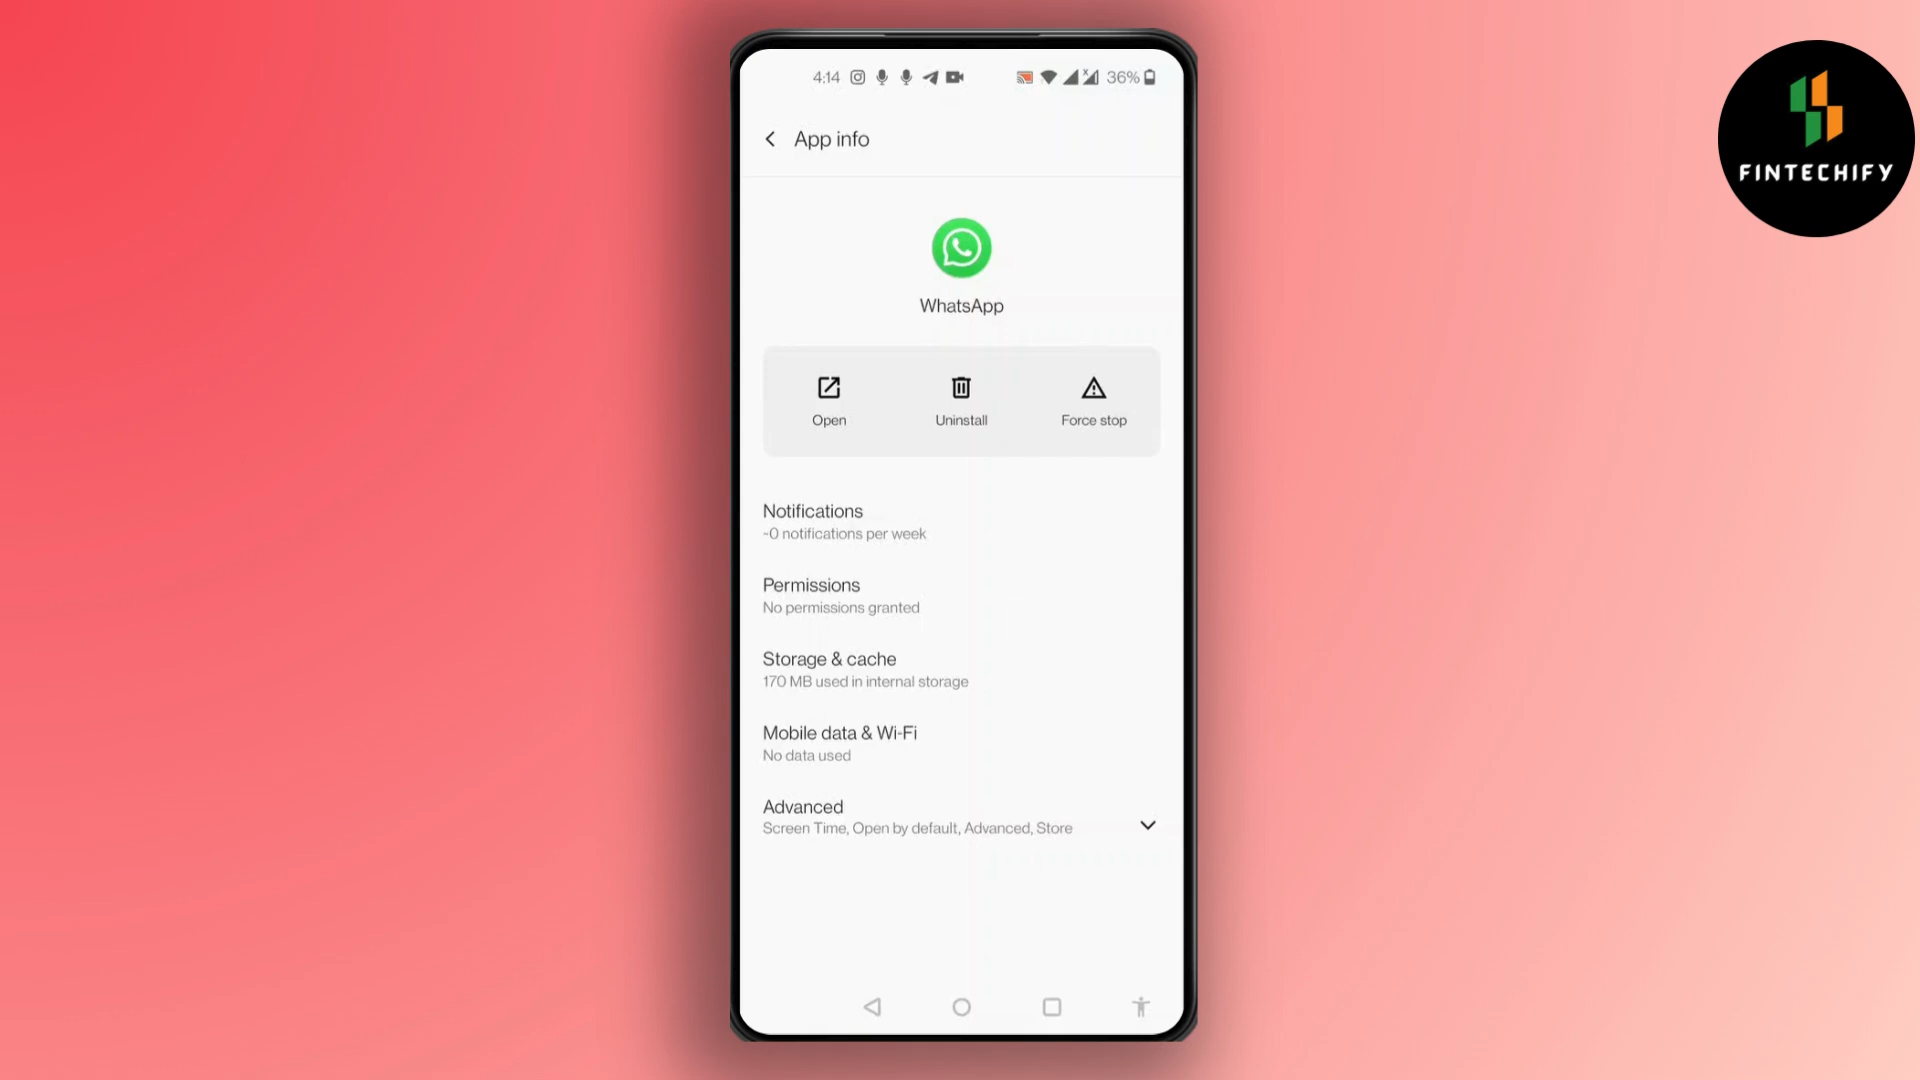 4:14
36%
App info
FINTECHIFY
WhatsApp
Open
Uninstall
Force stop
Notifications
~0 notifications per week
Permissions
No permissions granted
Storage & cache
170 MB used in internal storage
Mobile data & Wi-Fi
No data used
Advanced
Screen Time, Open by default, Advanced, Store